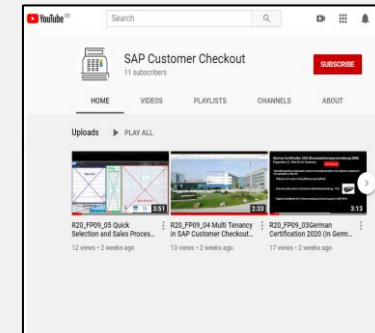 YouTube
Search
SAP Customer Checkout
11 subscribers
SUBSCRIBE
HOME VIDEOS PLAYLISTS CHANNELS ABOUT
Uploads PLAY ALL
3:51
2:33
3:13
R20_FP09_05 Quick
Selection and Sales Proces...
12 views • 2 weeks ago
R20_FP09_04 Multi Tenancy
in SAP Customer Checkout...
13 views • 2 weeks ago
R20_FP09_03German
Certification 2020 (in Germ...
17 views • 2 weeks ago